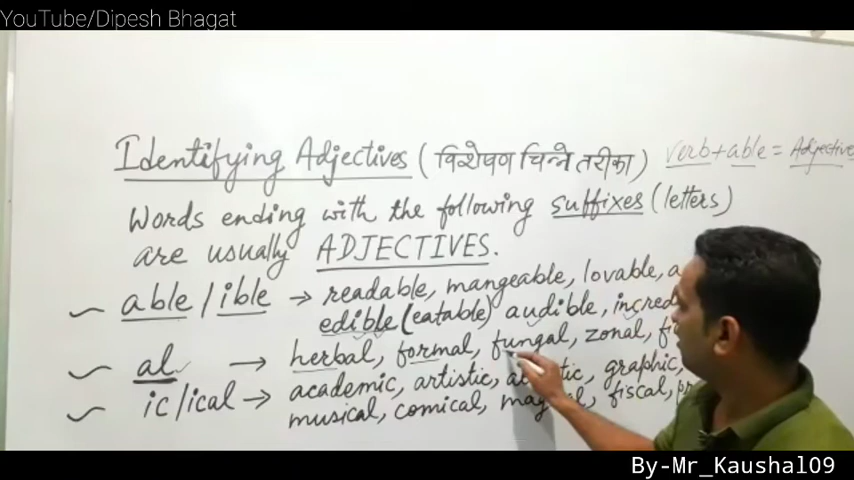 YouTube/Dipesh Bhagat
Identifying Adjectives (विशेषण चिन्ने तरीका) Verb+able = Adjective
Words ending with the following suffixes (letters)
are usually ADJECTIVES.
able/ible → readable, mangeable, lovable,
edible (eatable) audible,
al → herbal, formal, fungal, zonal,
ic/ical → academic, artistic, graphic,
musical, comical, fiscal,
By-Mr_Kaushal09